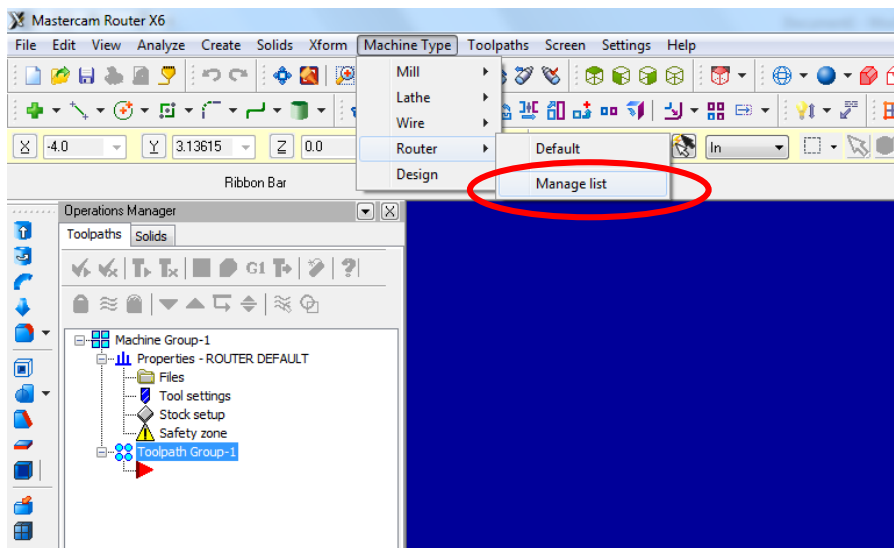 Mastercam Router X6
File Edit View Analyze Create Solids Xform Machine Type Toolpaths Screen Settings Help
Mill
Lathe
Wire
Router
Design
Default
Manage list
X -4.0 Y 3.13615 Z 0.0
In
Ribbon Bar
Operations Manager
Toolpaths Solids
G1
Machine Group-1
Properties - ROUTER DEFAULT
Files
Tool settings
Stock setup
Safety zone
Toolpath Group-1